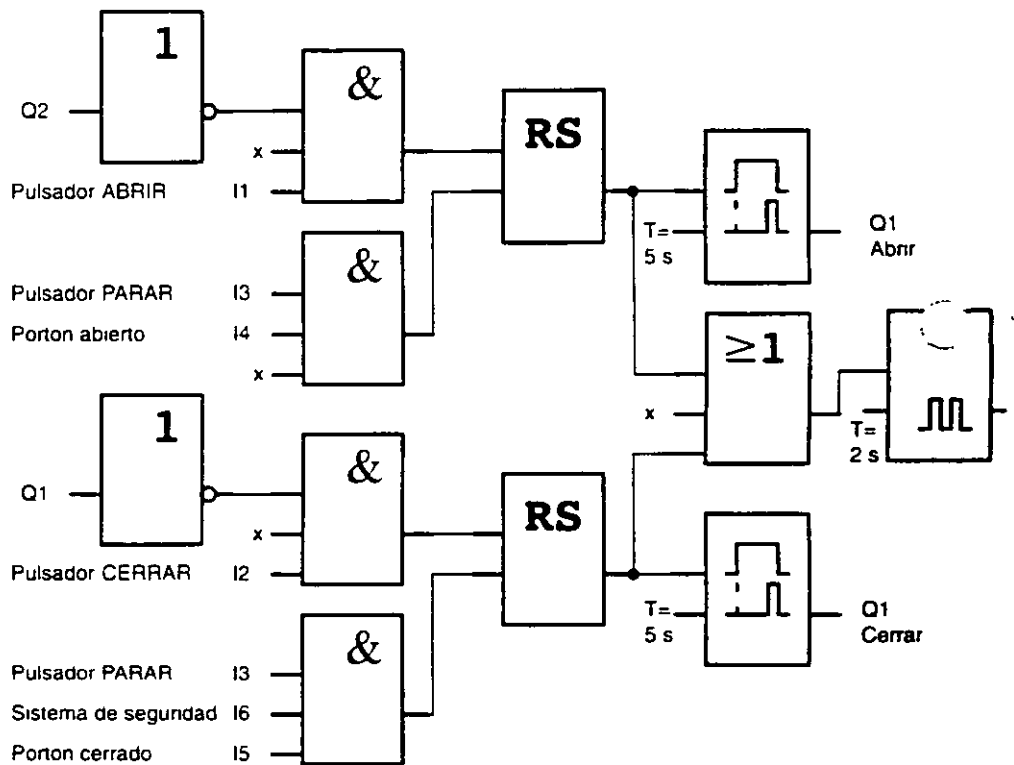 1
Q2
&
x
Pulsador ABRIR I1
RS
T=
5 s
Q1
Abrir
&
Pulsador PARAR I3
Porton abierto I4
x
≥1
x
T=
2 s
1
Q1
&
x
Pulsador CERRAR I2
RS
T=
5 s
Q1
Cerrar
&
Pulsador PARAR I3
Sistema de seguridad I6
Porton cerrado I5